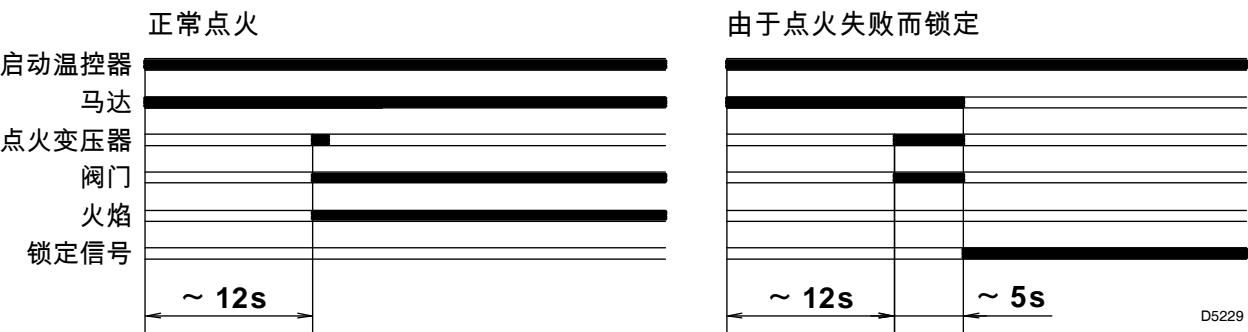 正常点火
由于点火失败而锁定
启动温控器
马达
点火变压器
阀门
火焰
锁定信号
~ 12s
~ 12s
~ 5s
D5229